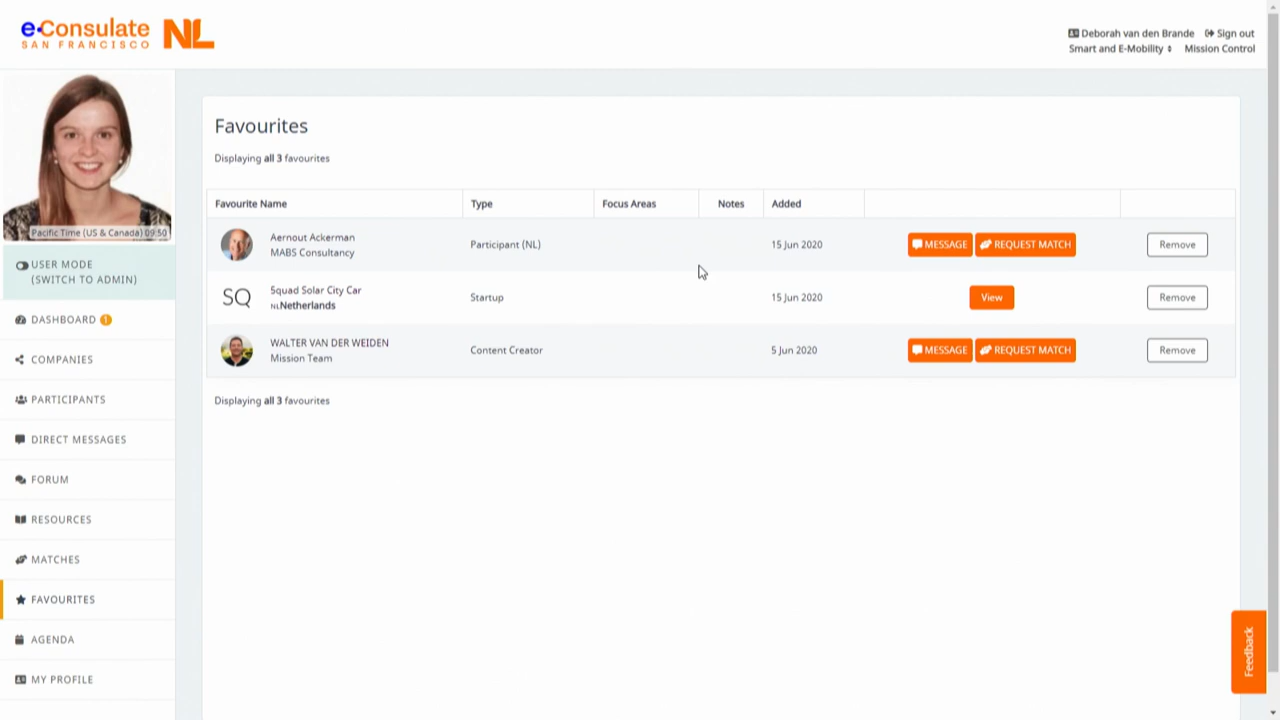 e-Consulate
SAN FRANCISCO
NL
Deborah van den Brande Sign out
Smart and E-Mobility Mission Control
Pacific Time (US & Canada) 09:50
USER MODE
(SWITCH TO ADMIN)
DASHBOARD 1
COMPANIES
PARTICIPANTS
DIRECT MESSAGES
FORUM
RESOURCES
MATCHES
FAVOURITES
AGENDA
MY PROFILE
Favourites
Displaying all 3 favourites
Favourite Name Type Focus Areas Notes Added
Aernout Ackerman
MABS Consultancy
Participant (NL) 15 Jun 2020 MESSAGE REQUEST MATCH Remove
SQ
Squad Solar City Car
NL Netherlands
Startup 15 Jun 2020 View Remove
WALTER VAN DER WEIDEN
Mission Team
Content Creator 5 Jun 2020 MESSAGE REQUEST MATCH Remove
Displaying all 3 favourites
Feedback